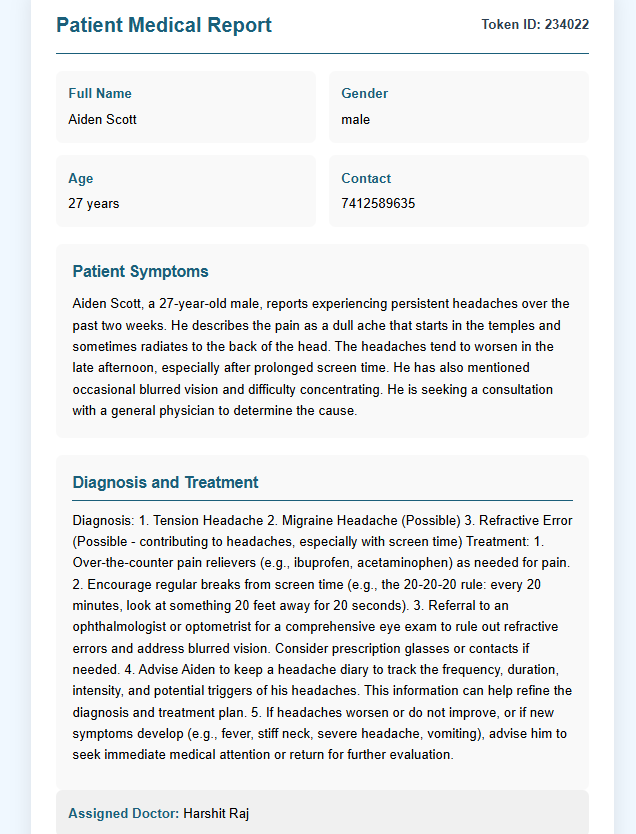 Patient Medical Report
Token ID: 234022
Full Name
Aiden Scott
Gender
male
Age
27 years
Contact
7412589635
Patient Symptoms
Aiden Scott, a 27-year-old male, reports experiencing persistent headaches over the
past two weeks. He describes the pain as a dull ache that starts in the temples and
sometimes radiates to the back of the head. The headaches tend to worsen in the
late afternoon, especially after prolonged screen time. He has also mentioned
occasional blurred vision and difficulty concentrating. He is seeking a consultation
with a general physician to determine the cause.
Diagnosis and Treatment
Diagnosis: 1. Tension Headache 2. Migraine Headache (Possible) 3. Refractive Error
(Possible - contributing to headaches, especially with screen time) Treatment: 1.
Over-the-counter pain relievers (e.g., ibuprofen, acetaminophen) as needed for pain.
2. Encourage regular breaks from screen time (e.g., the 20-20-20 rule: every 20
minutes, look at something 20 feet away for 20 seconds). 3. Referral to an
ophthalmologist or optometrist for a comprehensive eye exam to rule out refractive
errors and address blurred vision. Consider prescription glasses or contacts if
needed. 4. Advise Aiden to keep a headache diary to track the frequency, duration,
intensity, and potential triggers of his headaches. This information can help refine the
diagnosis and treatment plan. 5. If headaches worsen or do not improve, or if new
symptoms develop (e.g., fever, stiff neck, severe headache, vomiting), advise him to
seek immediate medical attention or return for further evaluation.
Assigned Doctor: Harshit Raj